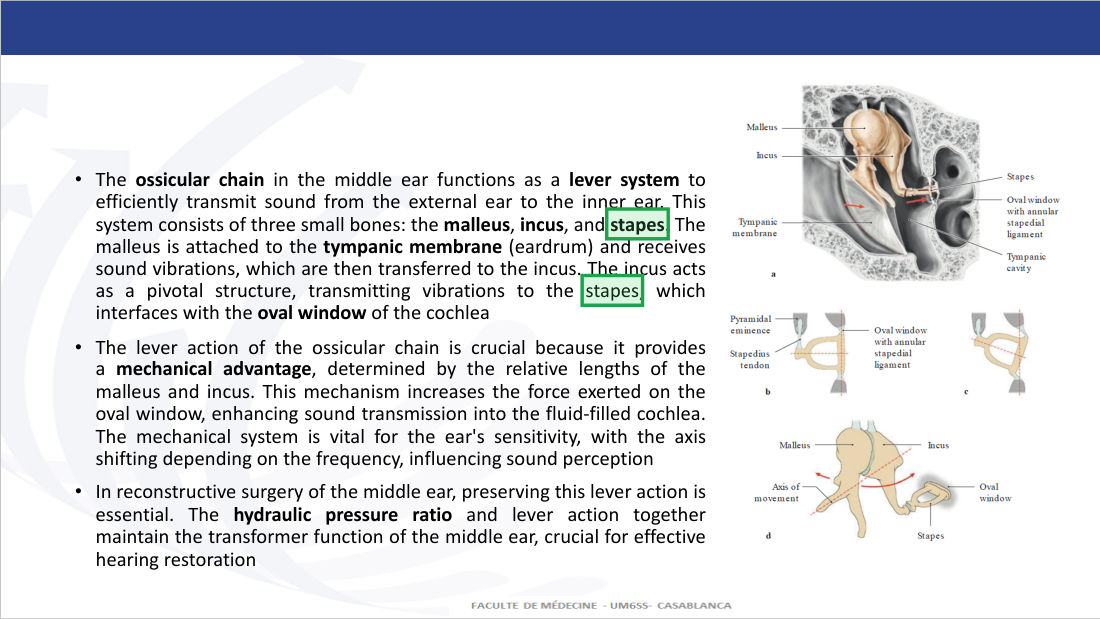 • The ossicular chain in the middle ear functions as a lever system to
efficiently transmit sound from the external ear to the inner ear. This
system consists of three small bones: the malleus, incus, and stapes. The
malleus is attached to the tympanic membrane (eardrum) and receives
sound vibrations, which are then transferred to the incus. The incus acts
as a pivotal structure, transmitting vibrations to the stapes, which
interfaces with the oval window of the cochlea
• The lever action of the ossicular chain is crucial because it provides
a mechanical advantage, determined by the relative lengths of the
malleus and incus. This mechanism increases the force exerted on the
oval window, enhancing sound transmission into the fluid-filled cochlea.
The mechanical system is vital for the ear's sensitivity, with the axis
shifting depending on the frequency, influencing sound perception
• In reconstructive surgery of the middle ear, preserving this lever action is
essential. The hydraulic pressure ratio and lever action together
maintain the transformer function of the middle ear, crucial for effective
hearing restoration
Malleus
Incus
Tympanic
membrane
Stapes
Oval window
with annular
stapedial
ligament
Tympanic
cavity
a
Pyramidal
eminence
Stapedius
tendon
Oval window
with annular
stapedial
ligament
b
c
Malleus
Incus
Axis of
movement
Oval
window
Stapes
d
FACULTE DE MÉDECINE - UM6SS- CASABLANCA